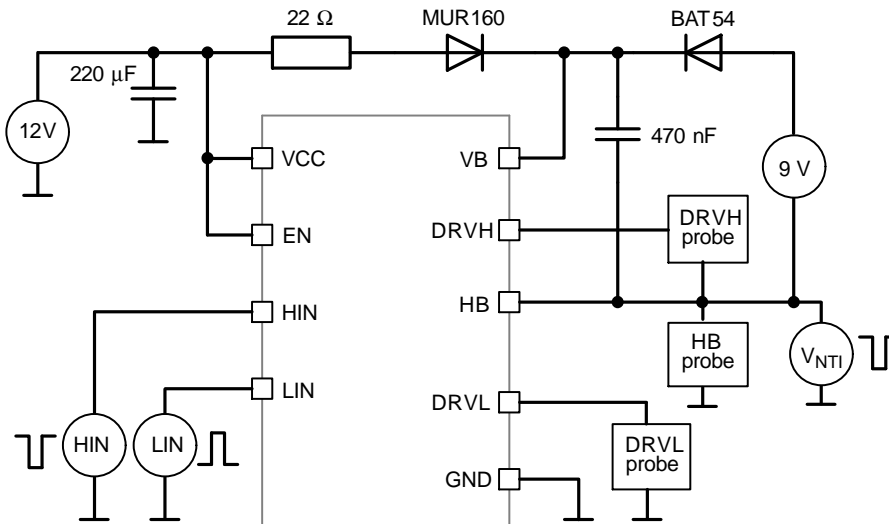 22 Ω
MUR160
BAT54
220 μF
12V
VCC
VB
470 nF
9 V
EN
DRVH
DRVH
probe
HIN
HB
HB
probe
VNTI
LIN
DRVL
HIN
LIN
DRVL
probe
GND